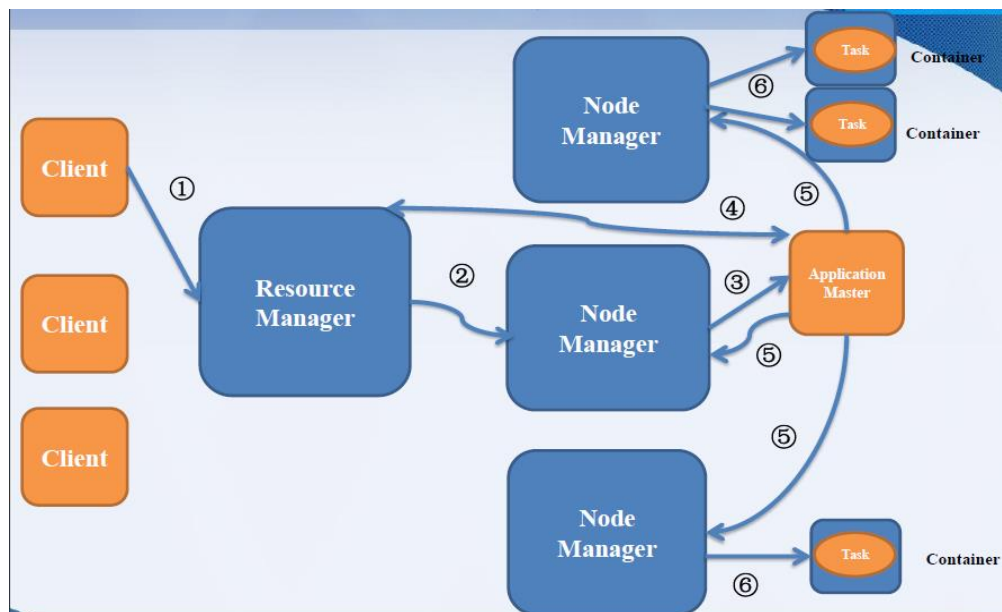 Client
Client
Client
①
Resource
Manager
②
④
Node
Manager
Node
Manager
Node
Manager
③
⑤
⑤
⑤
Application
Master
⑥
⑥
Task
Container
Task
Container
Task
Container